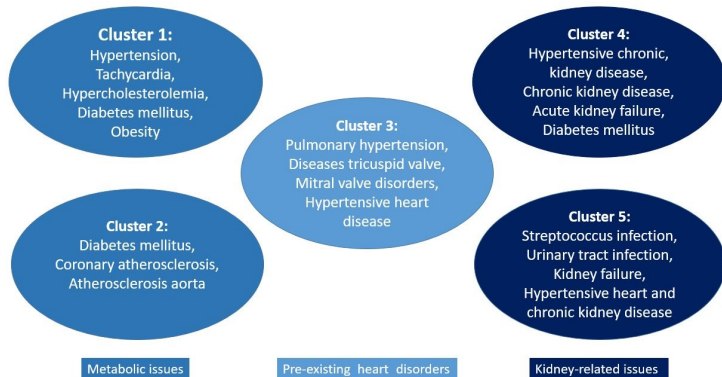 Cluster 1:
Hypertension,
Tachycardia,
Hypercholesterolemia,
Diabetes mellitus,
Obesity
Cluster 2:
Diabetes mellitus,
Coronary atherosclerosis,
Atherosclerosis aorta
Cluster 3:
Pulmonary hypertension,
Diseases tricuspid valve,
Mitral valve disorders,
Hypertensive heart
disease
Cluster 4:
Hypertensive chronic,
kidney disease,
Chronic kidney disease,
Acute kidney failure,
Diabetes mellitus
Cluster 5:
Streptococcus infection,
Urinary tract infection,
Kidney failure,
Hypertensive heart and
chronic kidney disease
Metabolic issues
Pre-existing heart disorders
Kidney-related issues